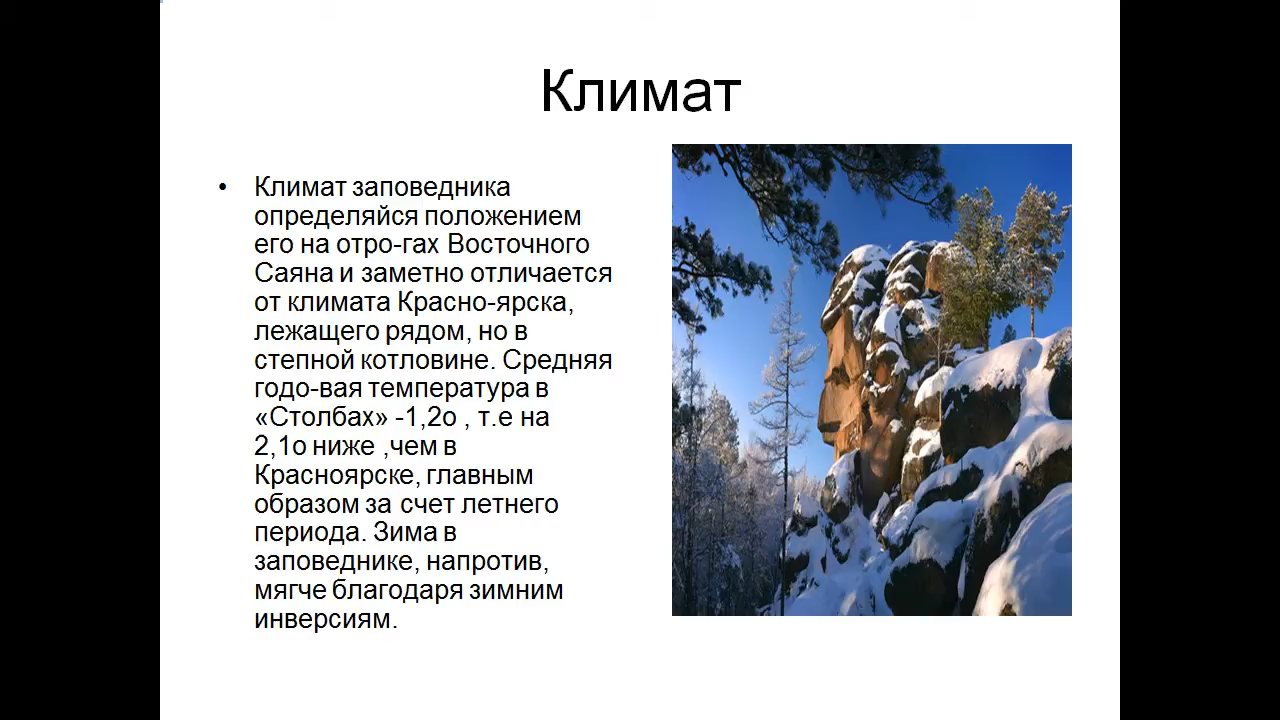 Климат
• Климат заповедника
определяйся положением
его на отро-гах Восточного
Саяна и заметно отличается
от климата Красно-ярска,
лежащего рядом, но в
степной котловине. Средняя
годо-вая температура в
«Столбах» -1,2о , т.е на
2,1о ниже ,чем в
Красноярске, главным
образом за счет летнего
периода. Зима в
заповеднике, напротив,
мягче благодаря зимним
инверсиям.